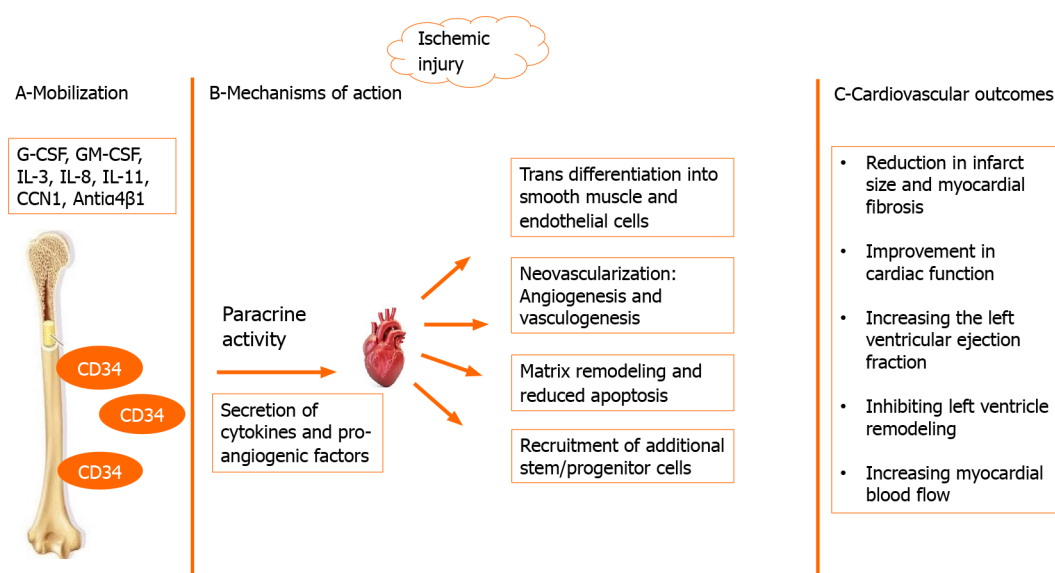 Ischemic
injury
A-Mobilization
G-CSF, GM-CSF,
IL-3, IL-8, IL-11,
CCN1, Antiα4β1
CD34
CD34
CD34
B-Mechanisms of action
Paracrine
activity
Secretion of
cytokines and pro-
angiogenic factors
Trans differentiation into
smooth muscle and
endothelial cells
Neovascularization:
Angiogenesis and
vasculogenesis
Matrix remodeling and
reduced apoptosis
Recruitment of additional
stem/progenitor cells
C-Cardiovascular outcomes
• Reduction in infarct
size and myocardial
fibrosis
• Improvement in
cardiac function
• Increasing the left
ventricular ejection
fraction
• Inhibiting left ventricle
remodeling
• Increasing myocardial
blood flow